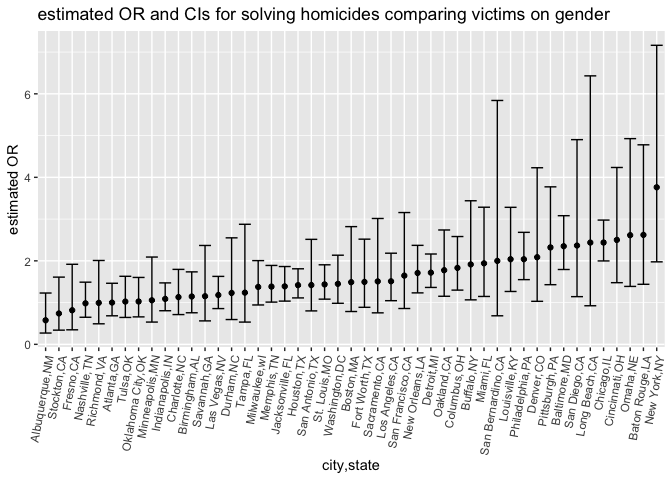 estimated OR and CIs for solving homicides comparing victims on gender
estimated OR
6
4
2
0
Albuquerque,NM
Stockton,CA
Fresno,CA
Nashville,TN
Richmond,VA
Atlanta,GA
Tulsa,OK
Oklahoma City,OK
Minneapolis,MN
Indianapolis,IN
Charlotte,NC
Birmingham,AL
Savannah,GA
Las Vegas,NV
Durham,NC
Tampa,FL
Milwaukee,wI
Memphis,TN
Jacksonville,FL
Houston,TX
San Antonio,TX
St. Louis,MO
Washington,DC
Boston,MA
Fort Worth,TX
Sacramento,CA
Los Angeles,CA
San Francisco,CA
New Orleans,LA
Detroit,MI
Oakland,CA
Columbus,OH
Buffalo,NY
Miami,FL
San Bernardino,CA
Louisville,KY
Philadelphia,PA
Denver,CO
Pittsburgh,PA
Baltimore,MD
San Diego,CA
Long Beach,CA
Chicago,IL
Cincinnati,OH
Omaha,NE
Baton Rouge,LA
New York,NY
city,state